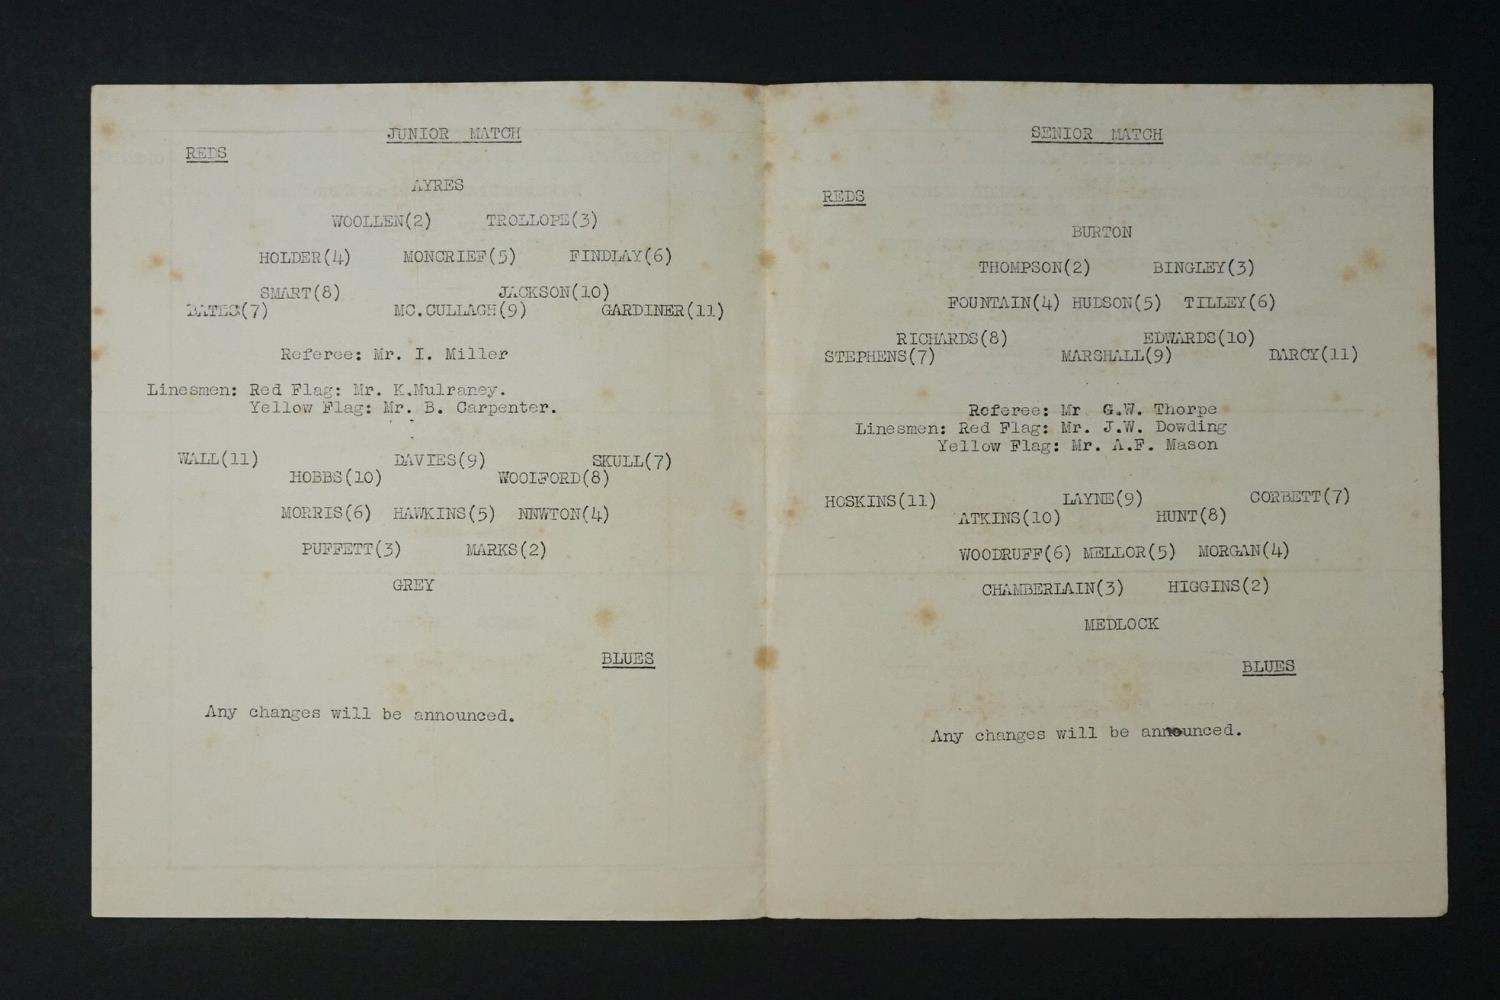 JUNIOR MATCH
REDS
AYRES
WOOLLEN(2) TROLLOPE(3)
HOLDER(4) MONCRIEF(5) FINDLAY(6)
SMART(8) JACKSON(10)
BATES(7) MC.CULLAGH(9) GARDINER(11)
Referee: Mr. I. Miller
Linesmen: Red Flag: Mr. K.Mulraney.
Yellow Flag: Mr. B. Carpenter.
WALL(11) DAVIES(9) SKULL(7)
HOBBS(10) WOOLFORD(8)
MORRIS(6) HAWKINS(5) NNWTON(4)
PUFFETT(3) MARKS(2)
GREY
BLUES
Any changes will be announced.
SENIOR MATCH
REDS
BURTON
THOMPSON(2) BINGLEY(3)
FOUNTAIN(4) HUDSON(5) TILLEY(6)
RICHARDS(8) EDWARDS(10)
STEPHENS(7) MARSHALL(9) DARCY(11)
Referee: Mr G.W. Thorpe
Linesmen: Red Flag: Mr. J.W. Dowding
Yellow Flag: Mr. A.F. Mason
HOSKINS(11) LAYNE(9) CORBETT(7)
ATKINS(10) HUNT(8)
WOODRUFF(6) MELLOR(5) MORGAN(4)
CHAMBERLAIN(3) HIGGINS(2)
MEDLOCK
BLUES
Any changes will be announced.